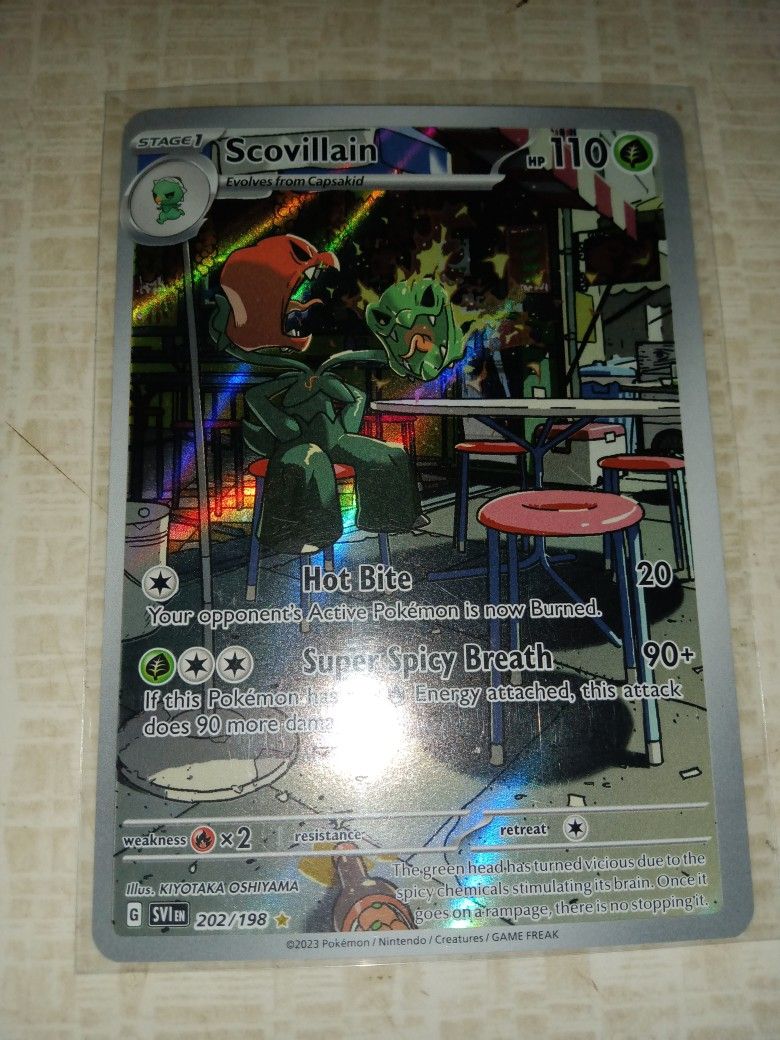 STAGE 1 Scovillain HP 110
Evolves from Capsakid
Hot Bite 20
Your opponent's Active Pokémon is now Burned.
Super Spicy Breath 90+
If this Pokémon has Energy attached, this attack
does 90 more
weakness ×2 resistance retreat
The green head has turned vicious due to the
spicy chemicals stimulating its brain. Once it
goes on a rampage, there is no stopping it.
Illus. KIYOTAKA OSHIYAMA
G SVI EN 202/198
©2023 Pokémon / Nintendo / Creatures / GAME FREAK